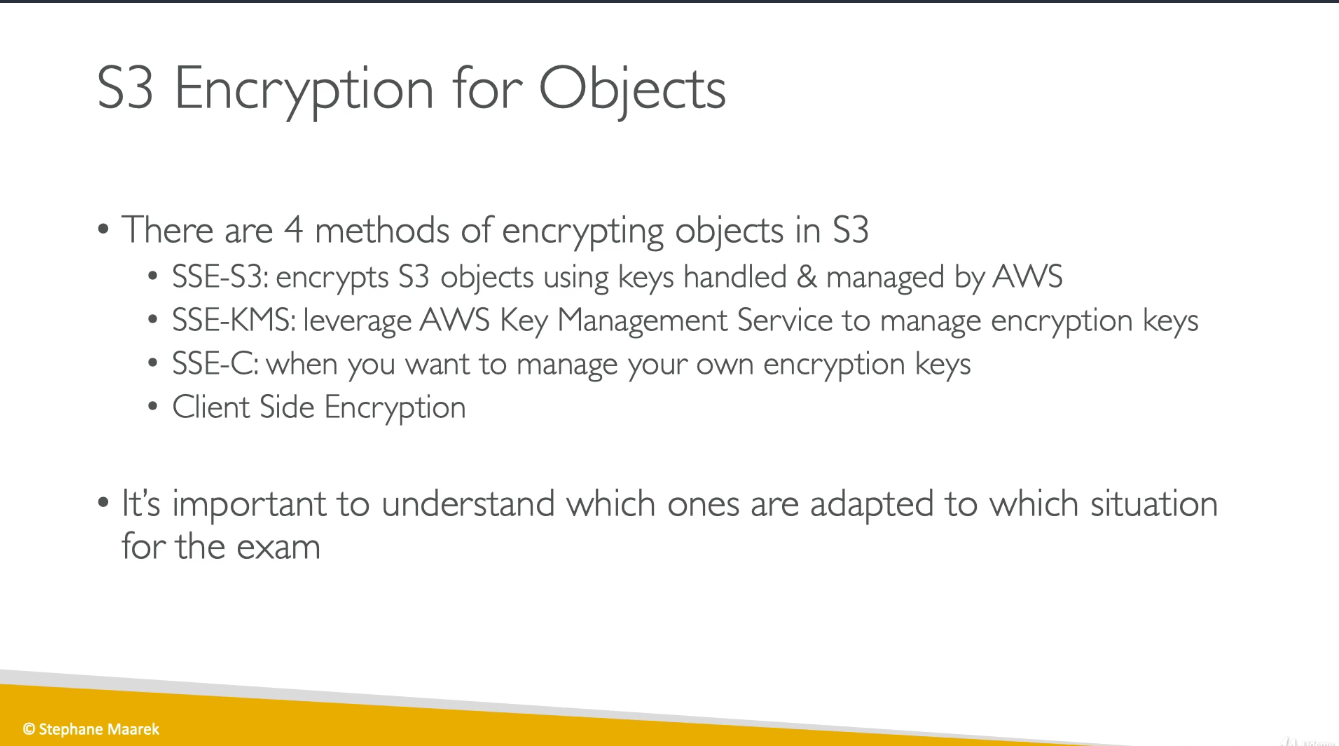 S3 Encryption for Objects
• There are 4 methods of encrypting objects in S3
• SSE-S3: encrypts S3 objects using keys handled & managed by AWS
• SSE-KMS: leverage AWS Key Management Service to manage encryption keys
• SSE-C: when you want to manage your own encryption keys
• Client Side Encryption
• It's important to understand which ones are adapted to which situation
for the exam
© Stephane Maarek